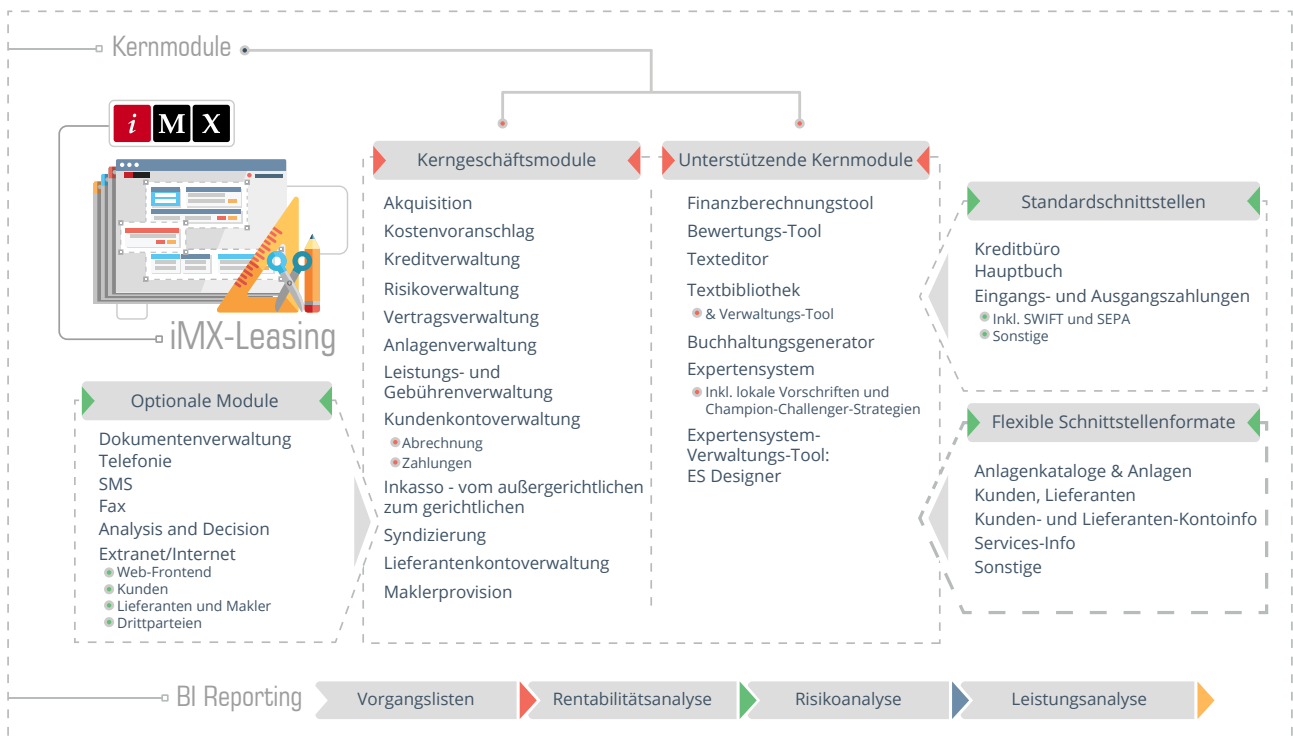 Kernmodule
i M X
iMX-Leasing
Kerngeschäftsmodule
Akquisition
Kostenvoranschlag
Kreditverwaltung
Risikoverwaltung
Vertragsverwaltung
Anlagenverwaltung
Leistungs- und
Gebührenverwaltung
Kundenkontoverwaltung
Abrechnung
Zahlungen
Inkasso - vom außergerichtlichen
zum gerichtlichen
Syndizierung
Lieferantenkontoverwaltung
Maklerprovision
Unterstützende Kernmodule
Finanzberechnungstool
Bewertungs-Tool
Texteditor
Textbibliothek
& Verwaltungs-Tool
Buchhaltungsgenerator
Expertensystem
Inkl. lokale Vorschriften und
Champion-Challenger-Strategien
Expertensystem-
Verwaltungs-Tool:
ES Designer
Standardschnittstellen
Kreditbüro
Hauptbuch
Eingangs- und Ausgangszahlungen
Inkl. SWIFT und SEPA
Sonstige
Optionale Module
Dokumentenverwaltung
Telefonie
SMS
Fax
Analysis and Decision
Extranet/Internet
Web-Frontend
Kunden
Lieferanten und Makler
Drittparteien
Flexible Schnittstellenformate
Anlagenkataloge & Anlagen
Kunden, Lieferanten
Kunden- und Lieferanten-Kontoinfo
Services-Info
Sonstige
BI Reporting
Vorgangslisten
Rentabilitätsanalyse
Risikoanalyse
Leistungsanalyse